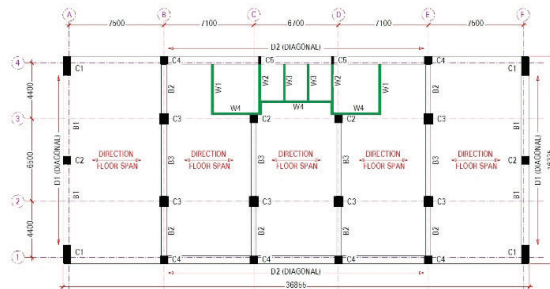 A B C D E F
7500 7100 6700 7100 7500
D2 (DIAGONAL)
4 C1 C4 C5 C5 C4 C1
4400 B2 W1 W2 W3 W3 W2 W1 B2
W4 W4 W4
3 C3 C2 C2 C3
B1 B1
DIRECTION DIRECTION DIRECTION DIRECTION DIRECTION
6500 D1 (DIAGONAL) C2 B3 B3 B3 B3 C2 D1 (DIAGONAL)
FLOOR SPAN FLOOR SPAN FLOOR SPAN FLOOR SPAN FLOOR SPAN
B1 B1
2 C3 C3 C3 C3
4400 B2 B2 B2 B2
C1 C1
1 C4 C4 C4 C4
D2 (DIAGONAL)
36855